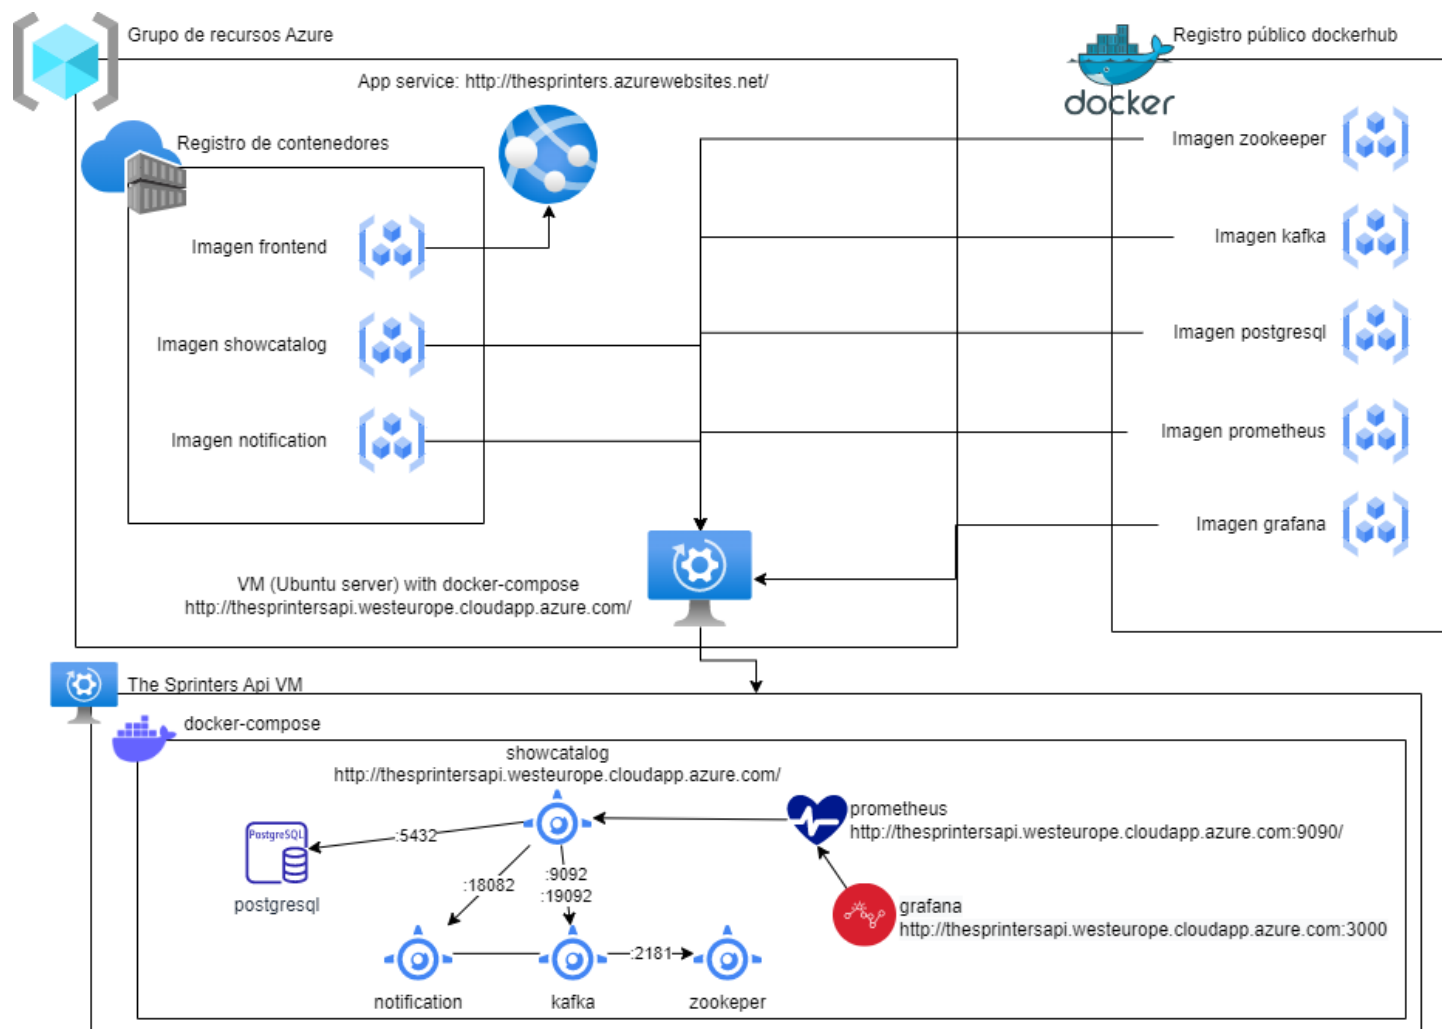 Grupo de recursos Azure
Registro público dockerhub
App service: http://thesprinters.azurewebsites.net/
docker
Registro de contenedores
Imagen zookeeper
Imagen frontend
Imagen kafka
Imagen showcatalog
Imagen postgresql
Imagen notification
Imagen prometheus
Imagen grafana
VM (Ubuntu server) with docker-compose
http://thesprintersapi.westeurope.cloudapp.azure.com/
The Sprinters Api VM
docker-compose
showcatalog
http://thesprintersapi.westeurope.cloudapp.azure.com/
prometheus
http://thesprintersapi.westeurope.cloudapp.azure.com:9090/
PostgreSQL
:5432
postgresql
:18082
:9092
:19092
grafana
http://thesprintersapi.westeurope.cloudapp.azure.com:3000
:2181
notification
kafka
zookeper